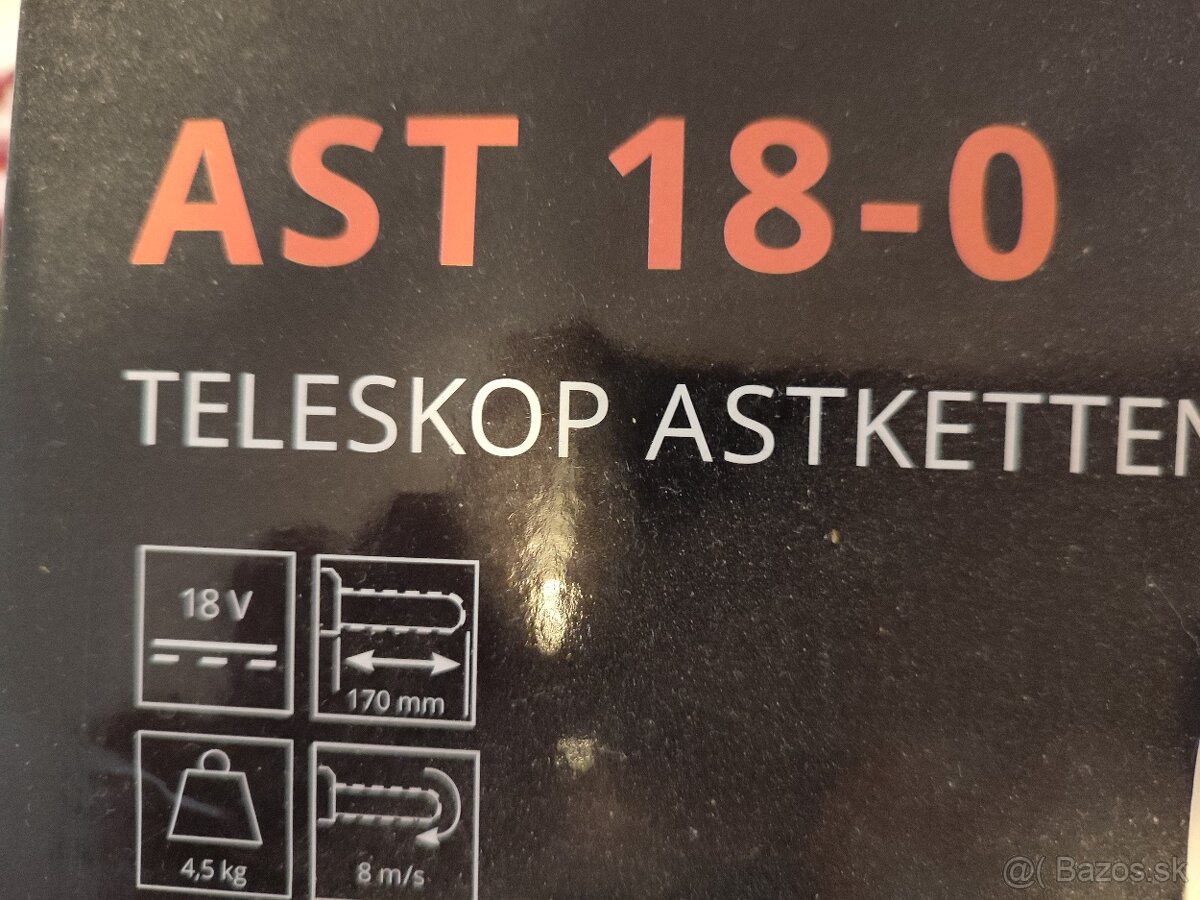 AST 18-0
TELESKOP ASTKETTEN
18 V
170 mm
4,5 kg
8 m/s
@( Bazos.sk